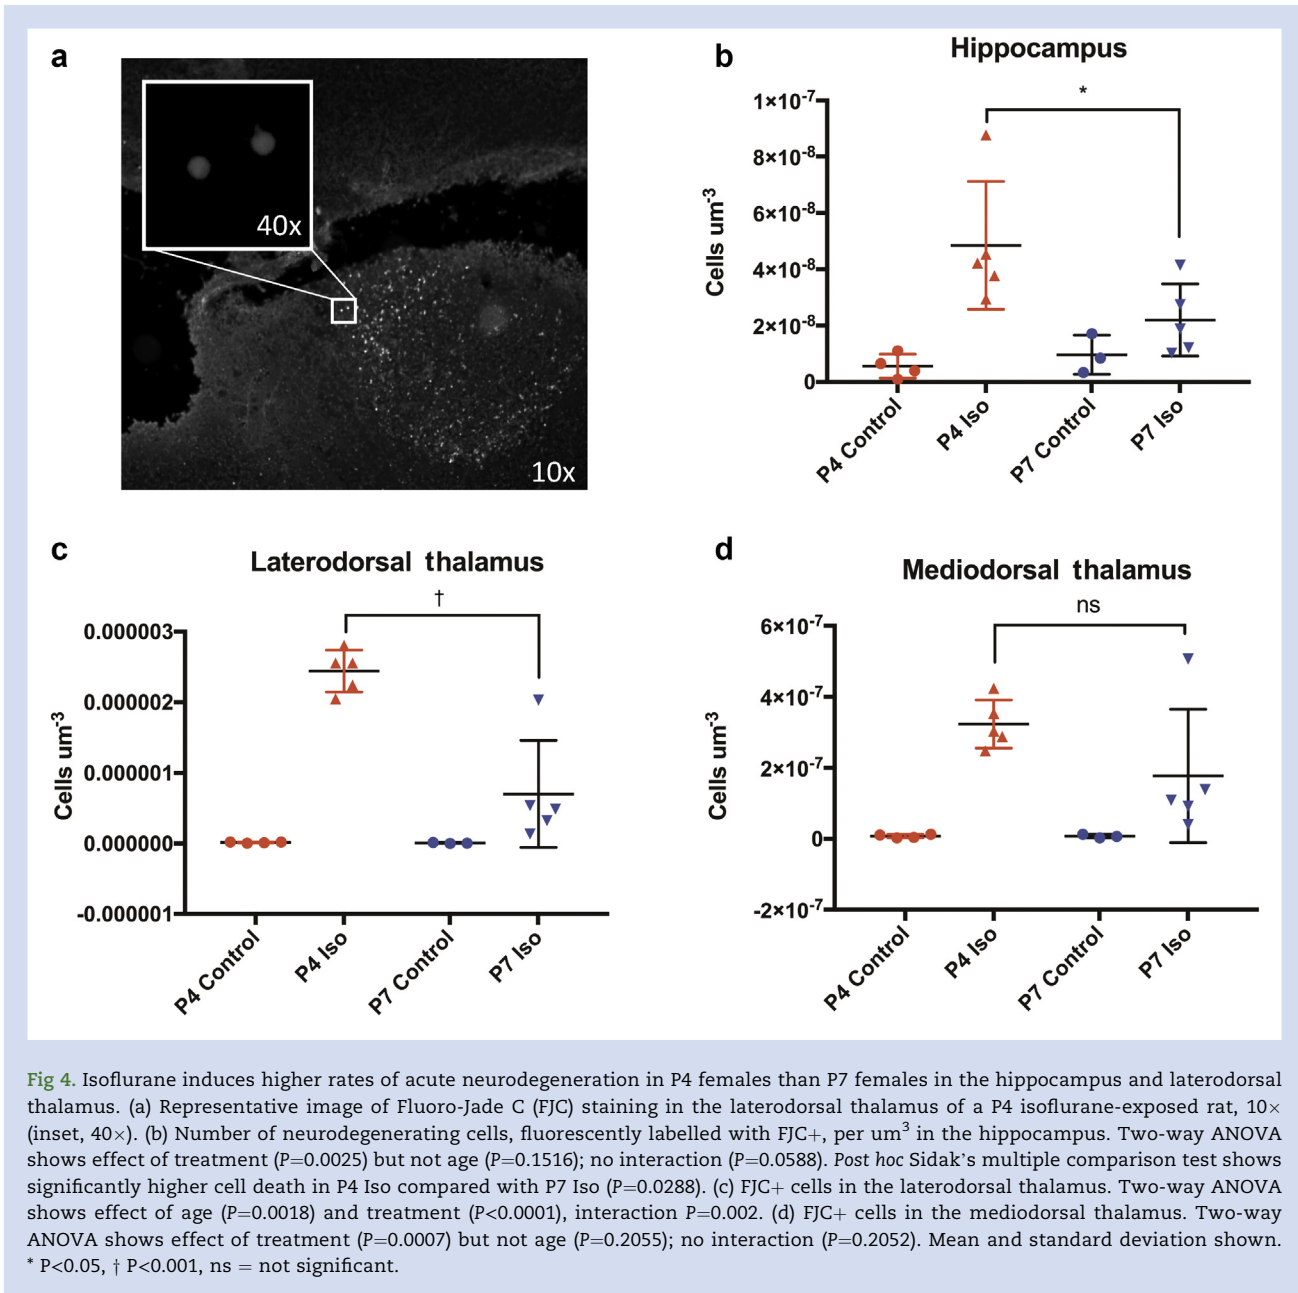 a
40x
10x
b
Hippocampus
*
1×10⁻⁷
8×10⁻⁸
6×10⁻⁸
4×10⁻⁸
2×10⁻⁸
0
Cells um⁻³
P4 Control
P4 Iso
P7 Control
P7 Iso
c
Laterodorsal thalamus
†
0.000003
0.000002
0.000001
0.000000
-0.000001
Cells um⁻³
P4 Control
P4 Iso
P7 Control
P7 Iso
d
Mediodorsal thalamus
ns
6×10⁻⁷
4×10⁻⁷
2×10⁻⁷
0
-2×10⁻⁷
Cells um⁻³
P4 Control
P4 Iso
P7 Control
P7 Iso
Fig 4. Isoflurane induces higher rates of acute neurodegeneration in P4 females than P7 females in the hippocampus and laterodorsal
thalamus. (a) Representative image of Fluoro-Jade C (FJC) staining in the laterodorsal thalamus of a P4 isoflurane-exposed rat, 10×
(inset, 40×). (b) Number of neurodegenerating cells, fluorescently labelled with FJC+, per um³ in the hippocampus. Two-way ANOVA
shows effect of treatment (P=0.0025) but not age (P=0.1516); no interaction (P=0.0588). Post hoc Sidak's multiple comparison test shows
significantly higher cell death in P4 Iso compared with P7 Iso (P=0.0288). (c) FJC+ cells in the laterodorsal thalamus. Two-way ANOVA
shows effect of age (P=0.0018) and treatment (P<0.0001), interaction P=0.002. (d) FJC+ cells in the mediodorsal thalamus. Two-way
ANOVA shows effect of treatment (P=0.0007) but not age (P=0.2055); no interaction (P=0.2052). Mean and standard deviation shown.
* P<0.05, † P<0.001, ns = not significant.